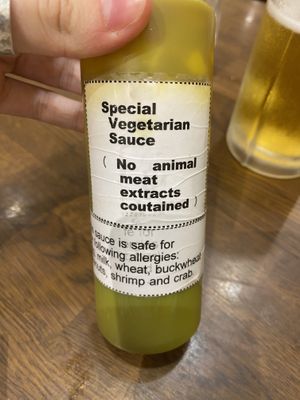 Special
Vegetarian
Sauce
( No animal
meat
extracts
coutained )
sauce is safe for
following allergies:
milk, wheat, buckwheat
shrimp and crab.